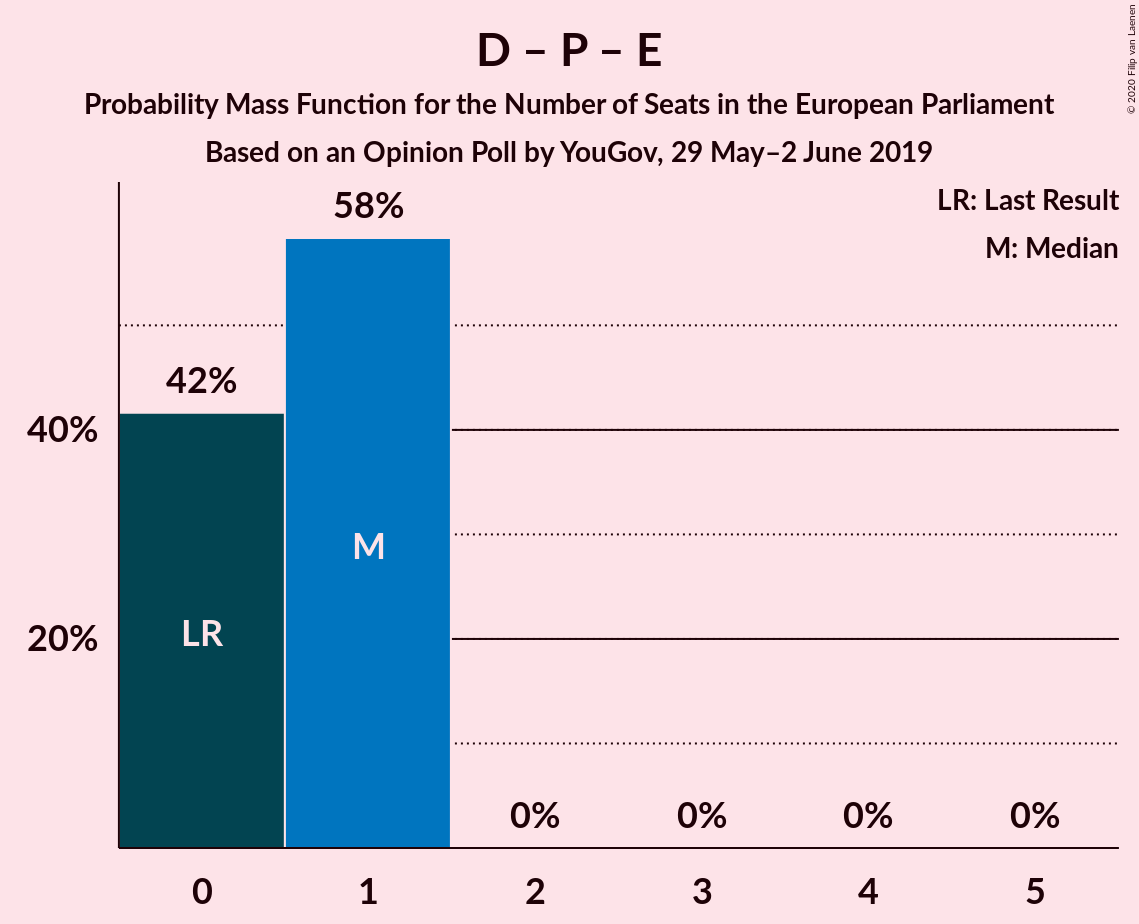 D – P – E
Probability Mass Function for the Number of Seats in the European Parliament
Based on an Opinion Poll by YouGov, 29 May–2 June 2019
© 2020 Filip van Laenen
LR: Last Result
M: Median
58%
42%
40%
20%
M
LR
0%
0%
0%
0%
0
1
2
3
4
5